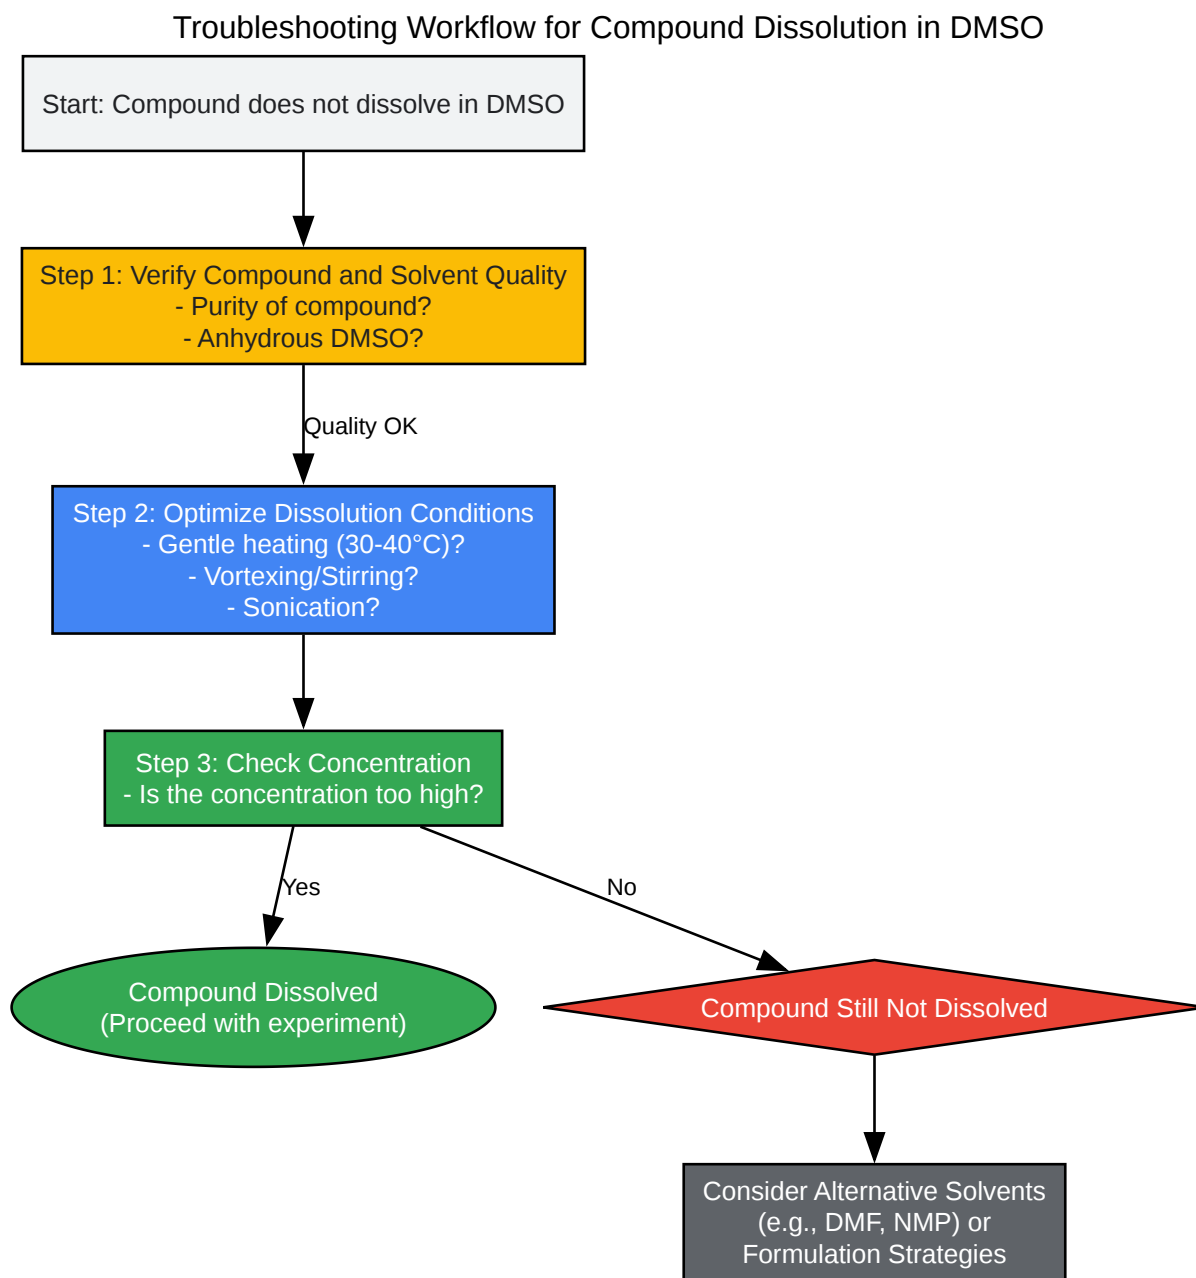 Troubleshooting Workflow for Compound Dissolution in DMSO
Start: Compound does not dissolve in DMSO
Step 1: Verify Compound and Solvent Quality
- Purity of compound?
- Anhydrous DMSO?
Quality OK
Step 2: Optimize Dissolution Conditions
- Gentle heating (30-40°C)?
- Vortexing/Stirring?
- Sonication?
Step 3: Check Concentration
- Is the concentration too high?
Yes
No
Compound Dissolved
(Proceed with experiment)
Compound Still Not Dissolved
Consider Alternative Solvents
(e.g., DMF, NMP) or
Formulation Strategies